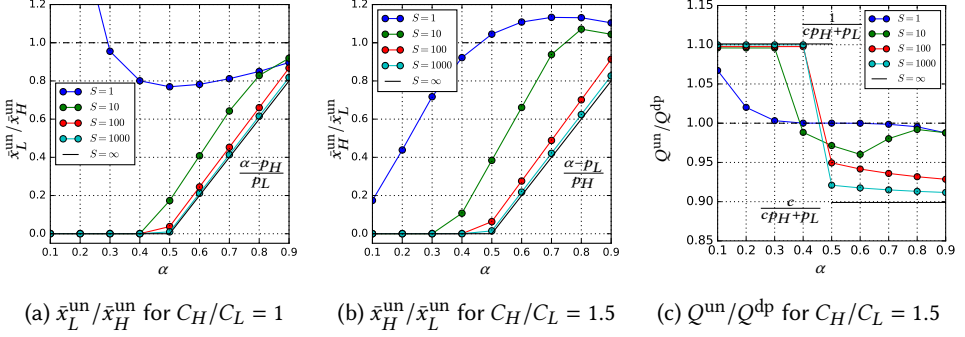 1.2
1.0
0.8
0.6
0.4
0.2
0.0
x̄_L^un/x̄_H^un
S=1
S=10
S=100
S=1000
S=∞
α−p_H
p_L
0.1 0.2 0.3 0.4 0.5 0.6 0.7 0.8 0.9
α
(a) x̄_L^un/x̄_H^un for C_H/C_L = 1
1.2
1.0
0.8
0.6
0.4
0.2
0.0
x̄_H^un/x̄_L^un
S=1
S=10
S=100
S=1000
S=∞
α−p_L
p_H
0.1 0.2 0.3 0.4 0.5 0.6 0.7 0.8 0.9
α
(b) x̄_H^un/x̄_L^un for C_H/C_L = 1.5
1.15
1.10
1.05
1.00
0.95
0.90
0.85
Q^un/Q^dp
1
cp_H+p_L
S=1
S=10
S=100
S=1000
S=∞
c
cp_H+p_L
0.1 0.2 0.3 0.4 0.5 0.6 0.7 0.8 0.9
α
(c) Q^un/Q^dp for C_H/C_L = 1.5